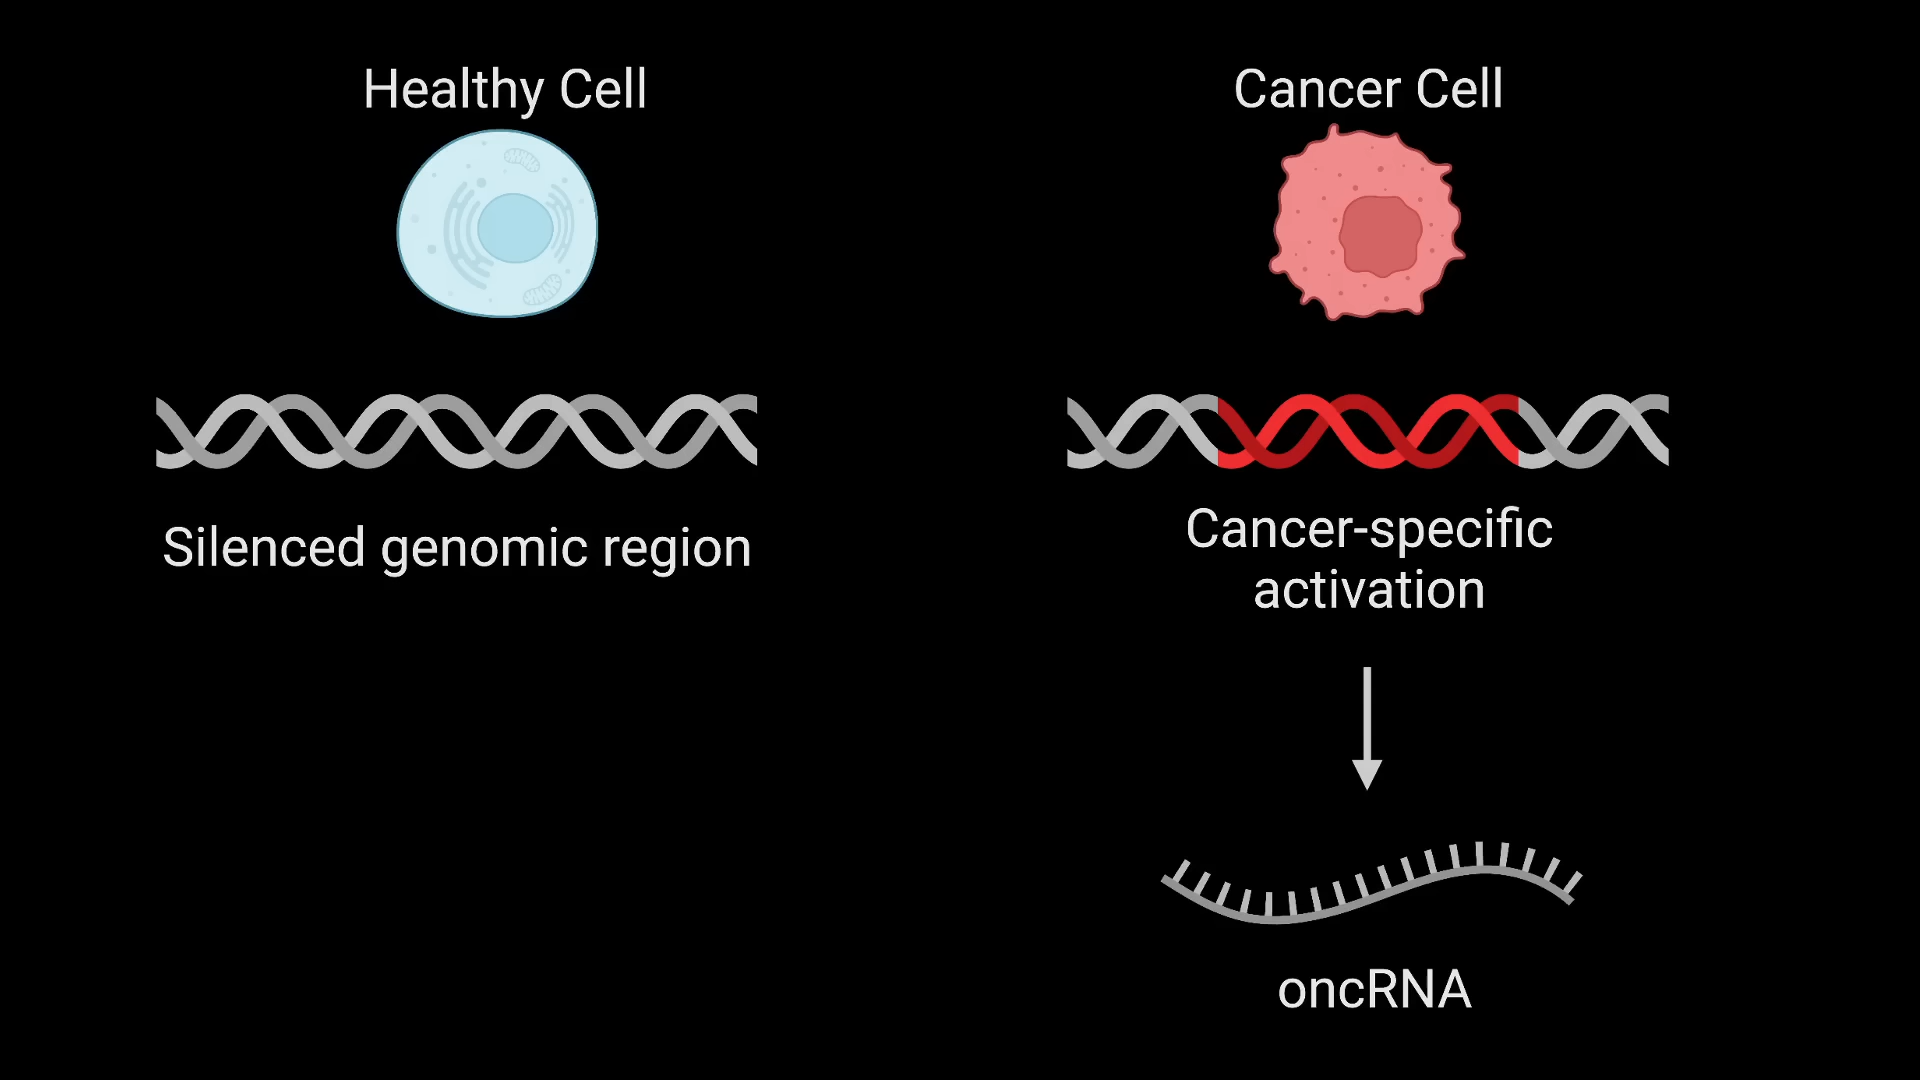 Healthy Cell
Cancer Cell
Silenced genomic region
Cancer-specific
activation
oncRNA